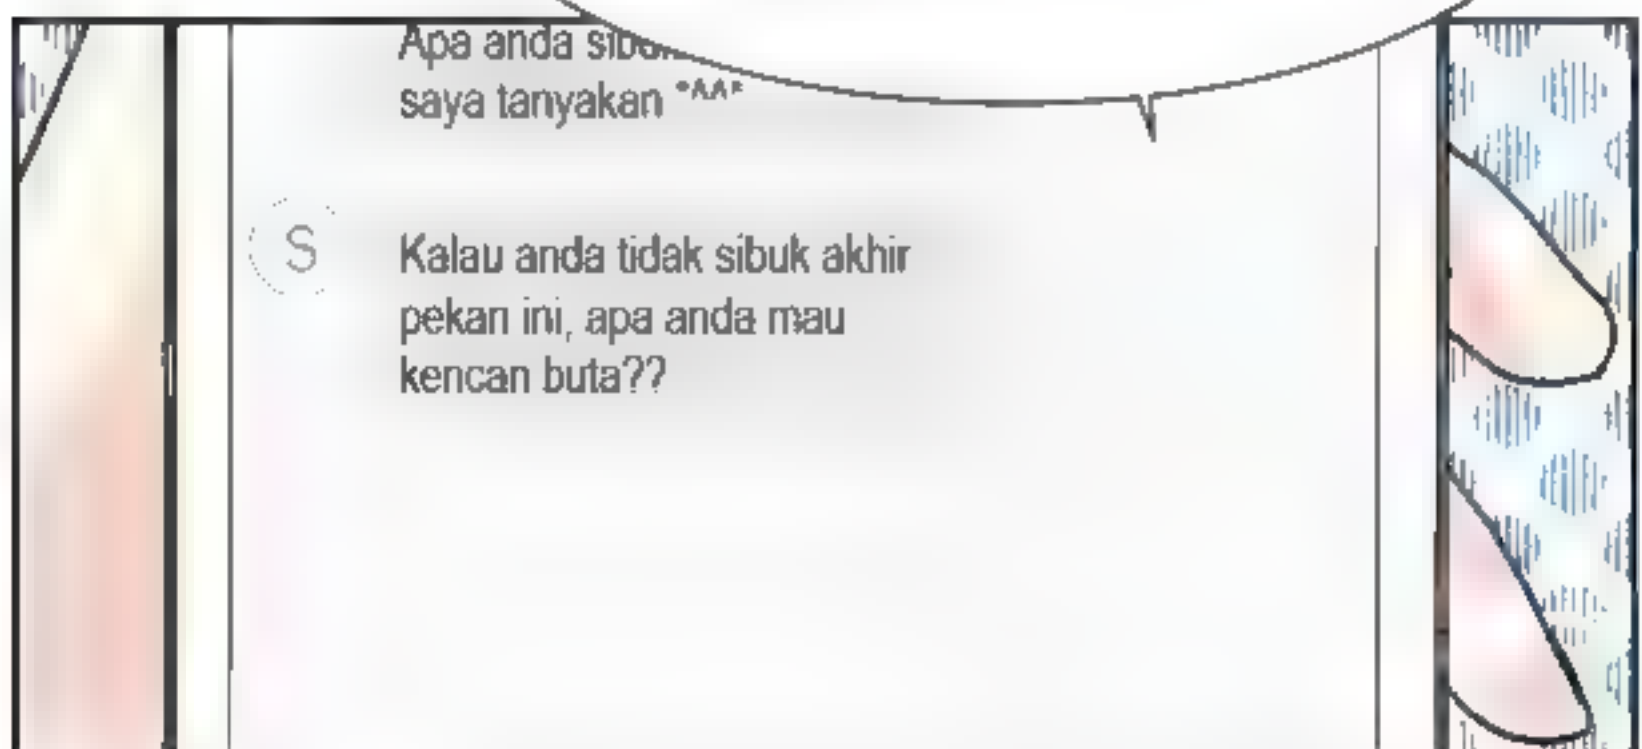 Apa anda
saya tanyakan *^^*
S
Kalau anda tidak sibuk akhir
pekan ini, apa anda mau
kencan buta??